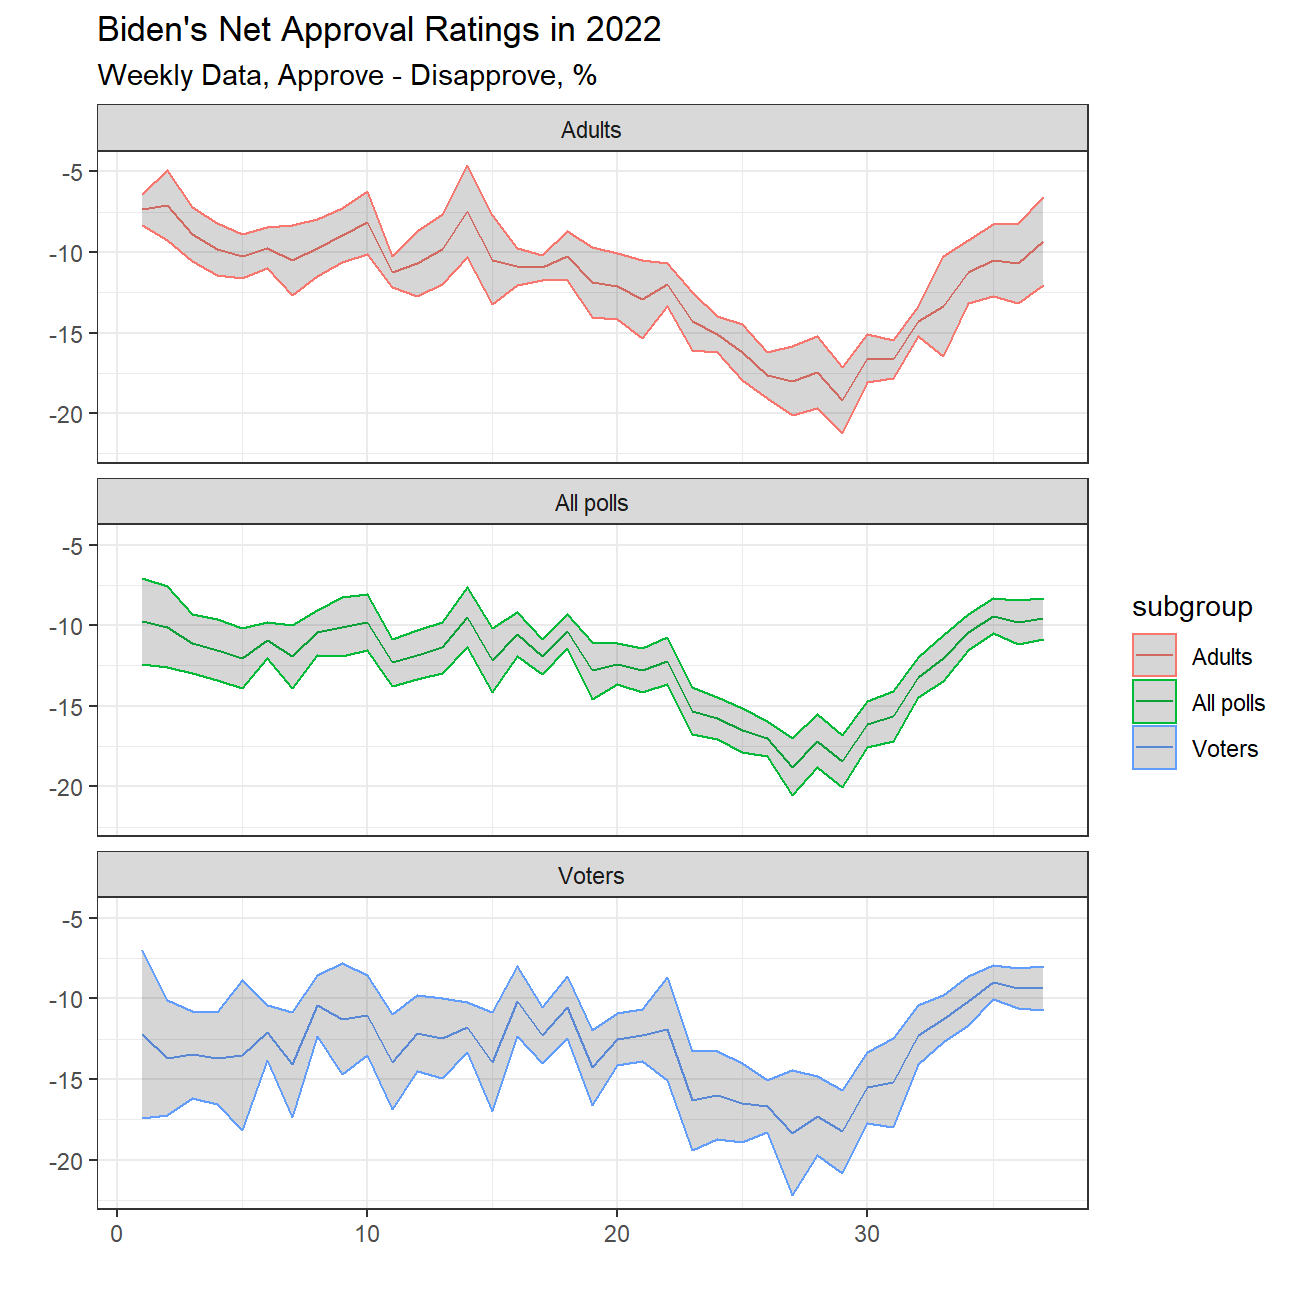 Biden's Net Approval Ratings in 2022
Weekly Data, Approve - Disapprove, %
Adults
-5
-10
-15
-20
All polls
-5
-10
-15
-20
Voters
-5
-10
-15
-20
0 10 20 30
subgroup
Adults
All polls
Voters